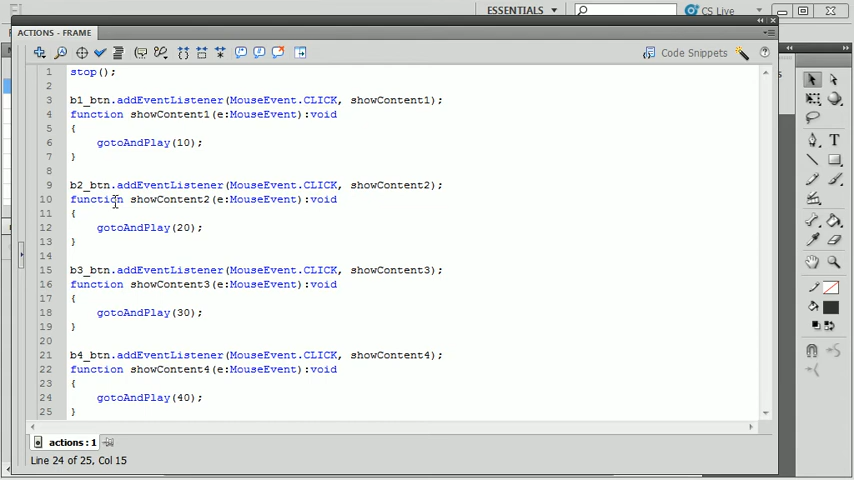 ESSENTIALS
CS Live
ACTIONS - FRAME
Code Snippets
1 stop();
2
3 b1_btn.addEventListener(MouseEvent.CLICK, showContent1);
4 function showContent1(e:MouseEvent):void
5 {
6 gotoAndPlay(10);
7 }
8
9 b2_btn.addEventListener(MouseEvent.CLICK, showContent2);
10 function showContent2(e:MouseEvent):void
11 {
12 gotoAndPlay(20);
13 }
14
15 b3_btn.addEventListener(MouseEvent.CLICK, showContent3);
16 function showContent3(e:MouseEvent):void
17 {
18 gotoAndPlay(30);
19 }
20
21 b4_btn.addEventListener(MouseEvent.CLICK, showContent4);
22 function showContent4(e:MouseEvent):void
23 {
24 gotoAndPlay(40);
25 }
actions : 1
Line 24 of 25, Col 15